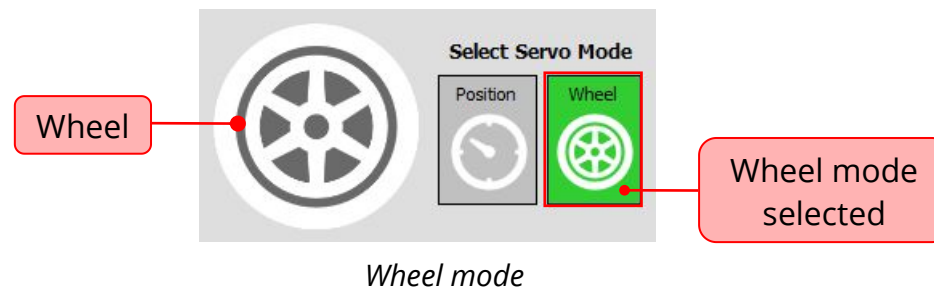 Select Servo Mode
Position
Wheel
Wheel
Wheel mode
selected
Wheel mode